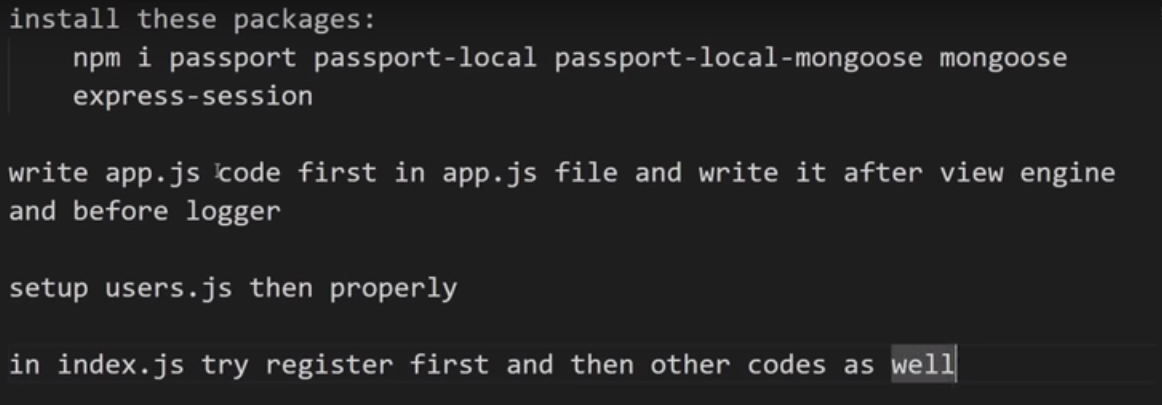 install these packages:
npm i passport passport-local passport-local-mongoose mongoose
express-session
write app.js code first in app.js file and write it after view engine
and before logger
setup users.js then properly
in index.js try register first and then other codes as well